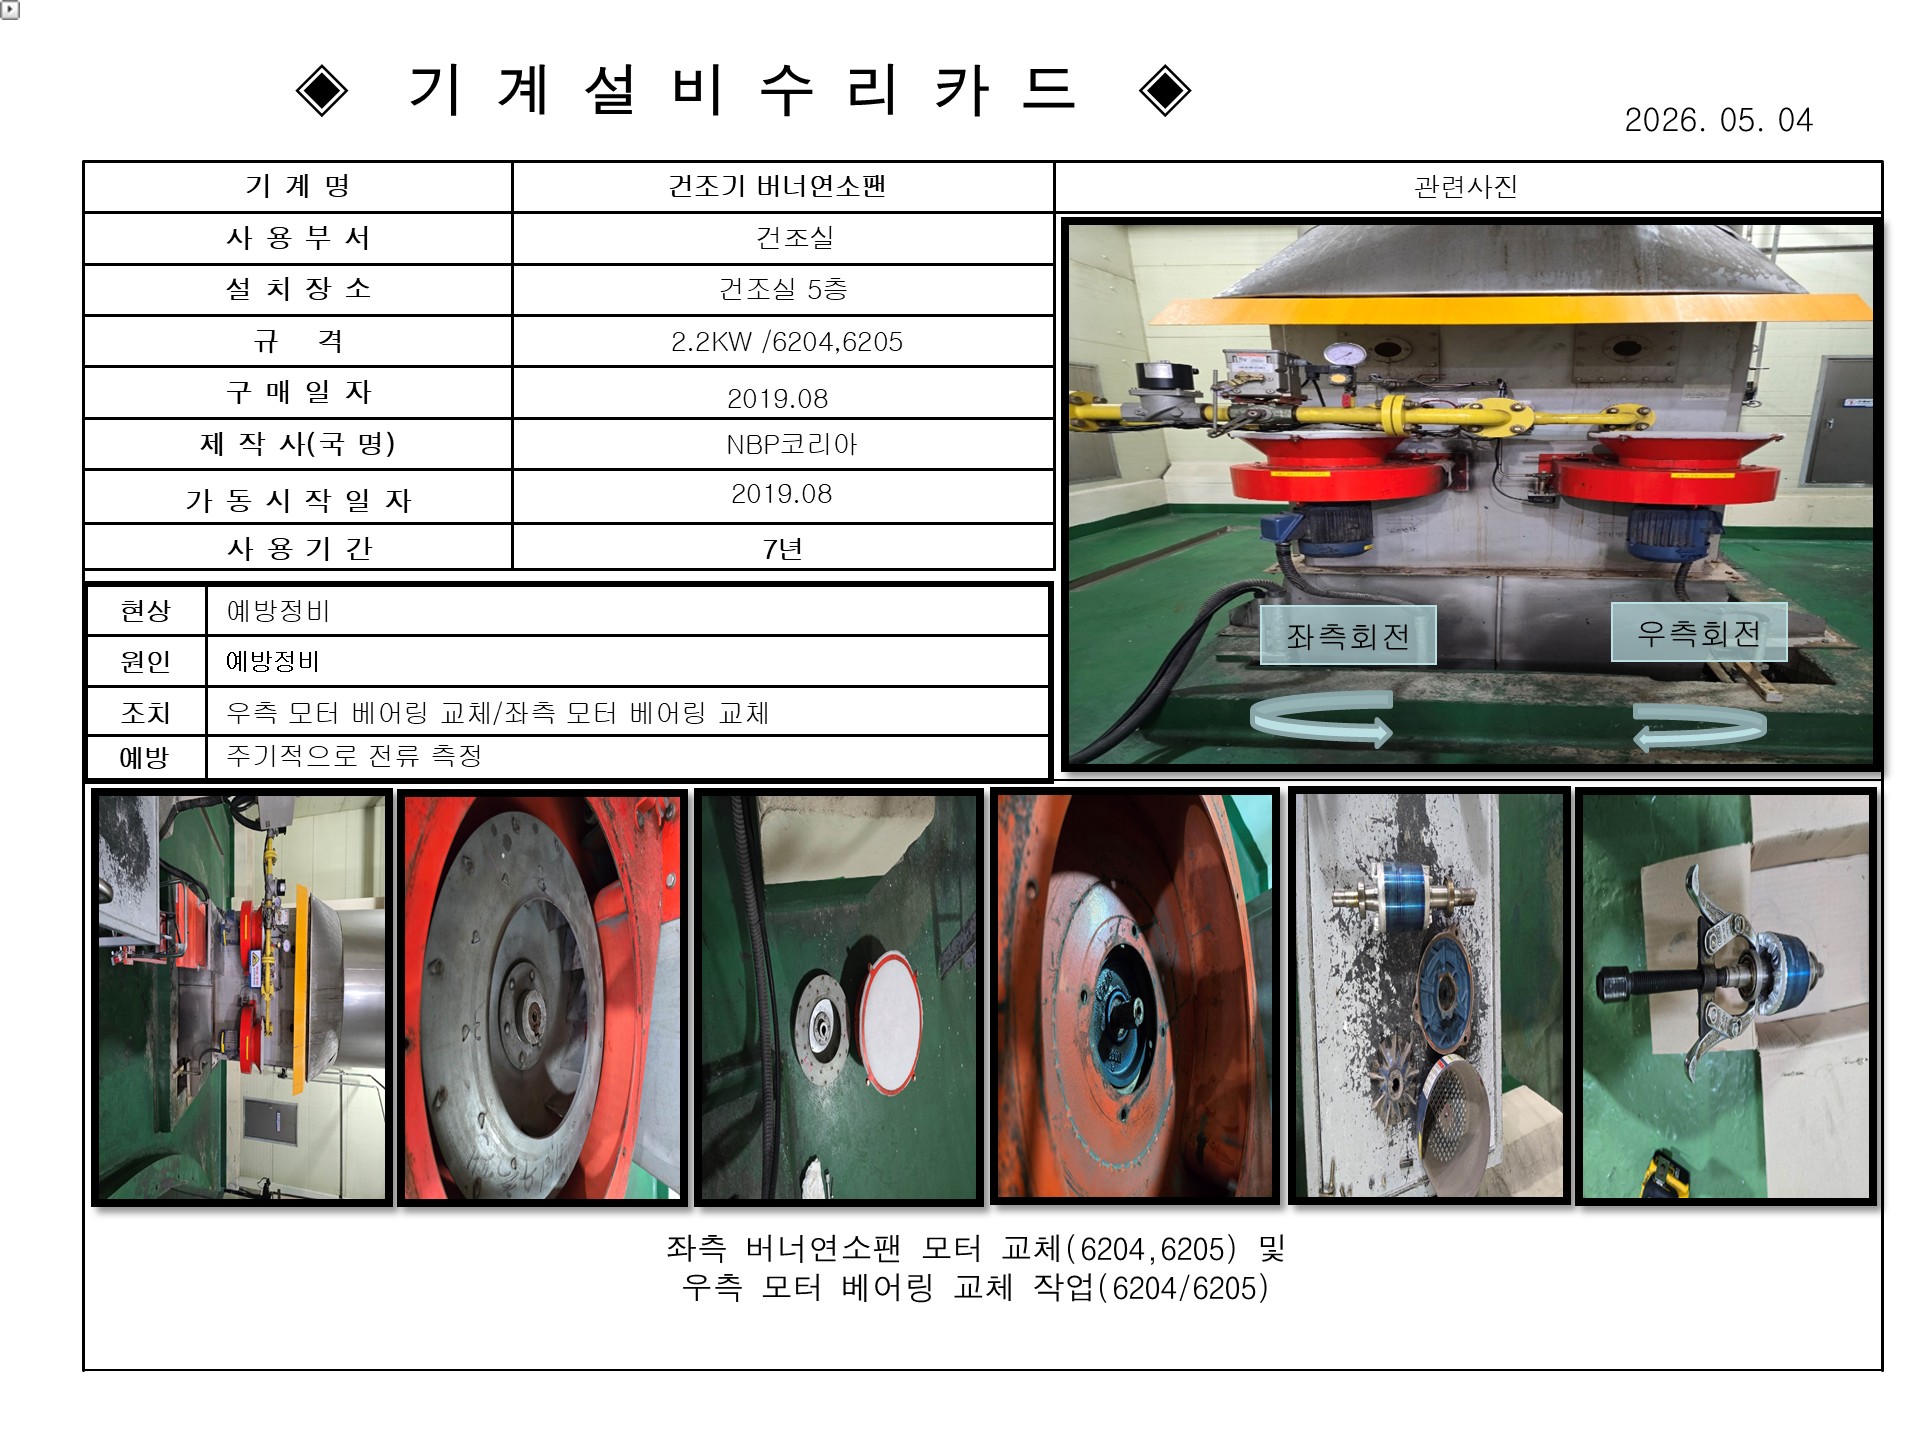 ◈ 기 계 설 비 수 리 카 드 ◈
2026. 05. 04
기 계 명
건조기 버너연소팬
관련사진
사 용 부 서
건조실
설 치 장 소
건조실 5층
규 격
2.2KW /6204,6205
구 매 일 자
2019.08
제 작 사(국 명)
NBP코리아
가 동 시 작 일 자
2019.08
사 용 기 간
7년
현상
예방정비
원인
예방정비
조치
우측 모터 베어링 교체/좌측 모터 베어링 교체
예방
주기적으로 전류 측정
좌측회전
우측회전
좌측 버너연소팬 모터 교체(6204,6205) 및
우측 모터 베어링 교체 작업(6204/6205)